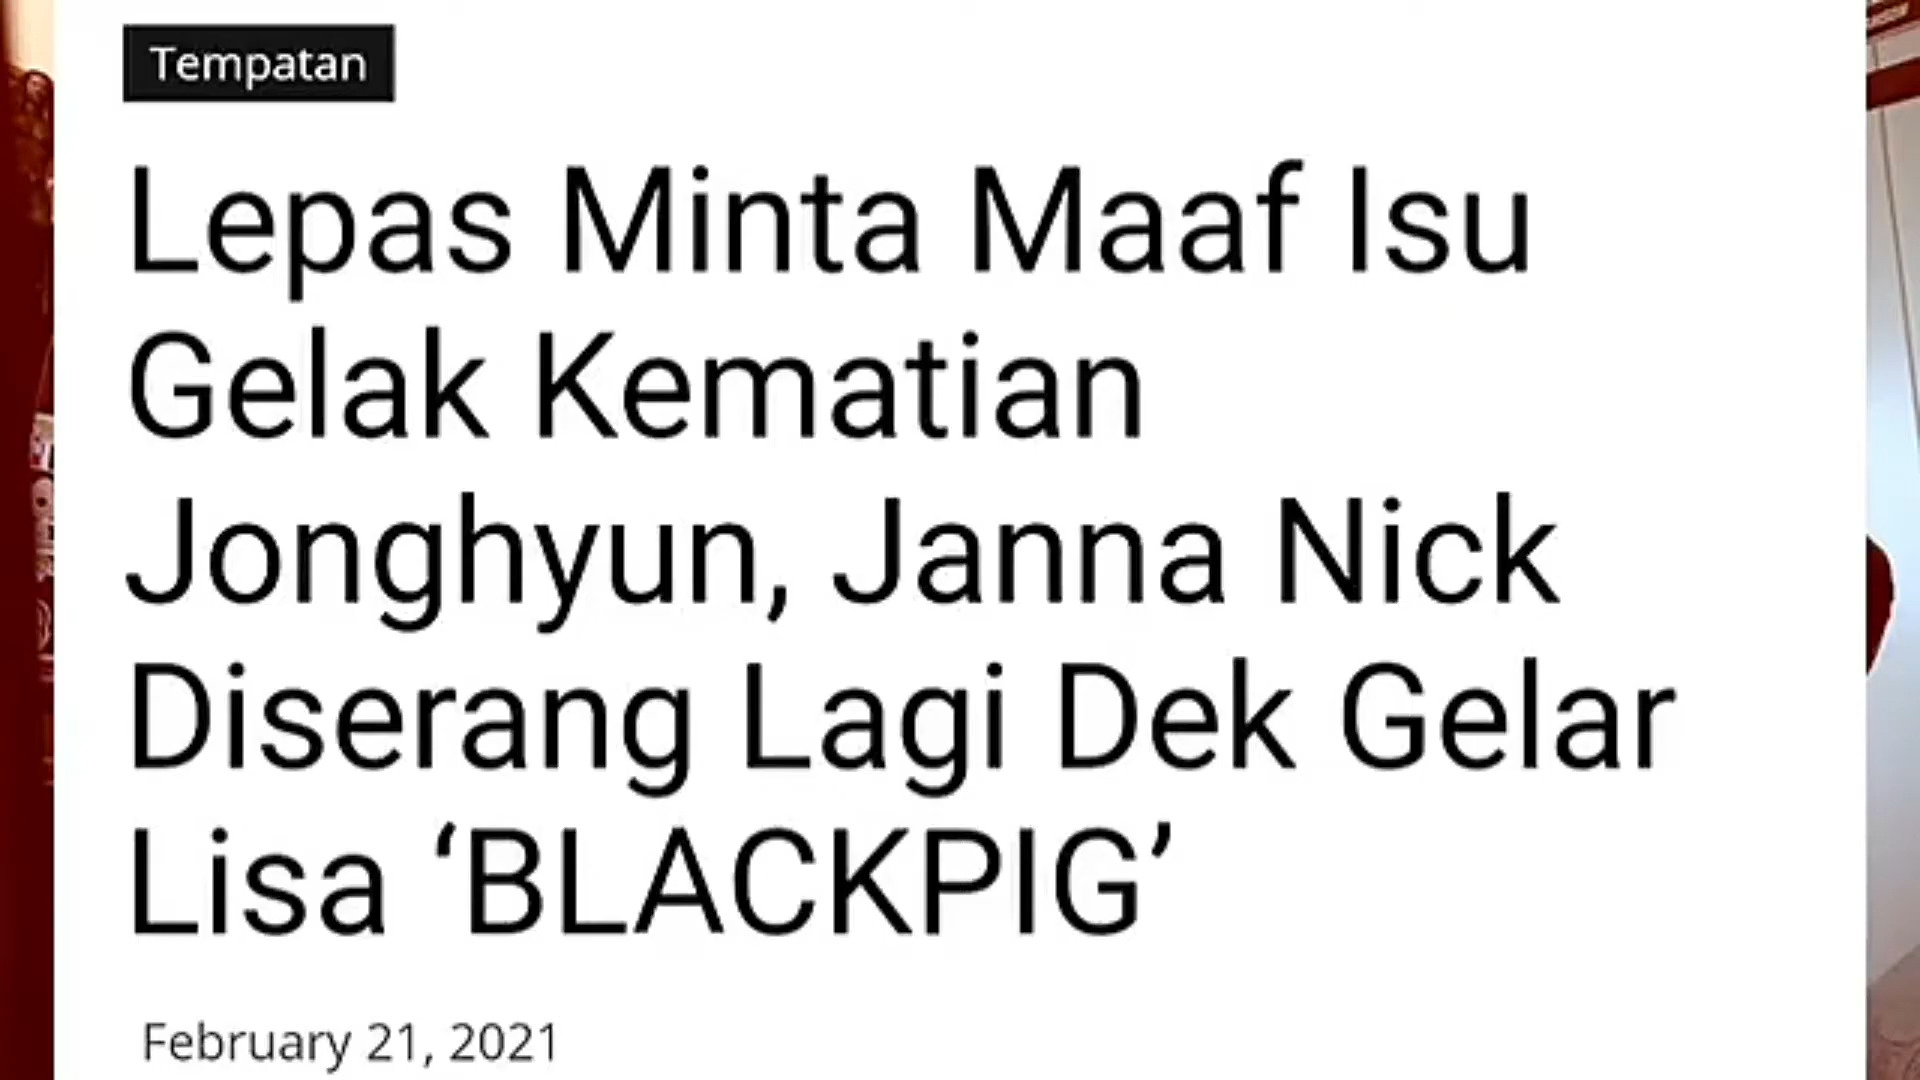 Tempatan
Lepas Minta Maaf Isu
Gelak Kematian
Jonghyun, Janna Nick
Diserang Lagi Dek Gelar
Lisa ‘BLACKPIG’
February 21, 2021